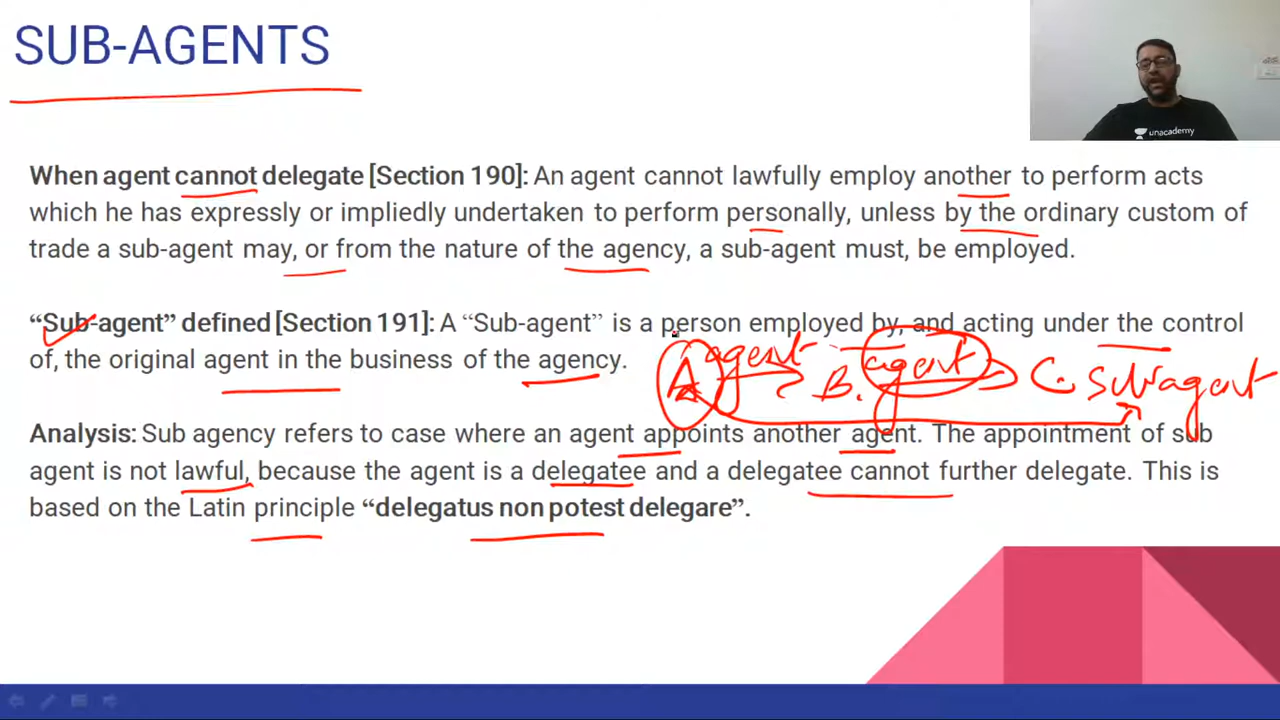 SUB-AGENTS
unacademy
When agent cannot delegate [Section 190]: An agent cannot lawfully employ another to perform acts
which he has expressly or impliedly undertaken to perform personally, unless by the ordinary custom of
trade a sub-agent may, or from the nature of the agency, a sub-agent must, be employed.
“Sub-agent” defined [Section 191]: A “Sub-agent” is a person employed by, and acting under the control
of, the original agent in the business of the agency.
A agent B. agent C. Subagent
Analysis: Sub agency refers to case where an agent appoints another agent. The appointment of sub
agent is not lawful, because the agent is a delegatee and a delegatee cannot further delegate. This is
based on the Latin principle “delegatus non potest delegare”.